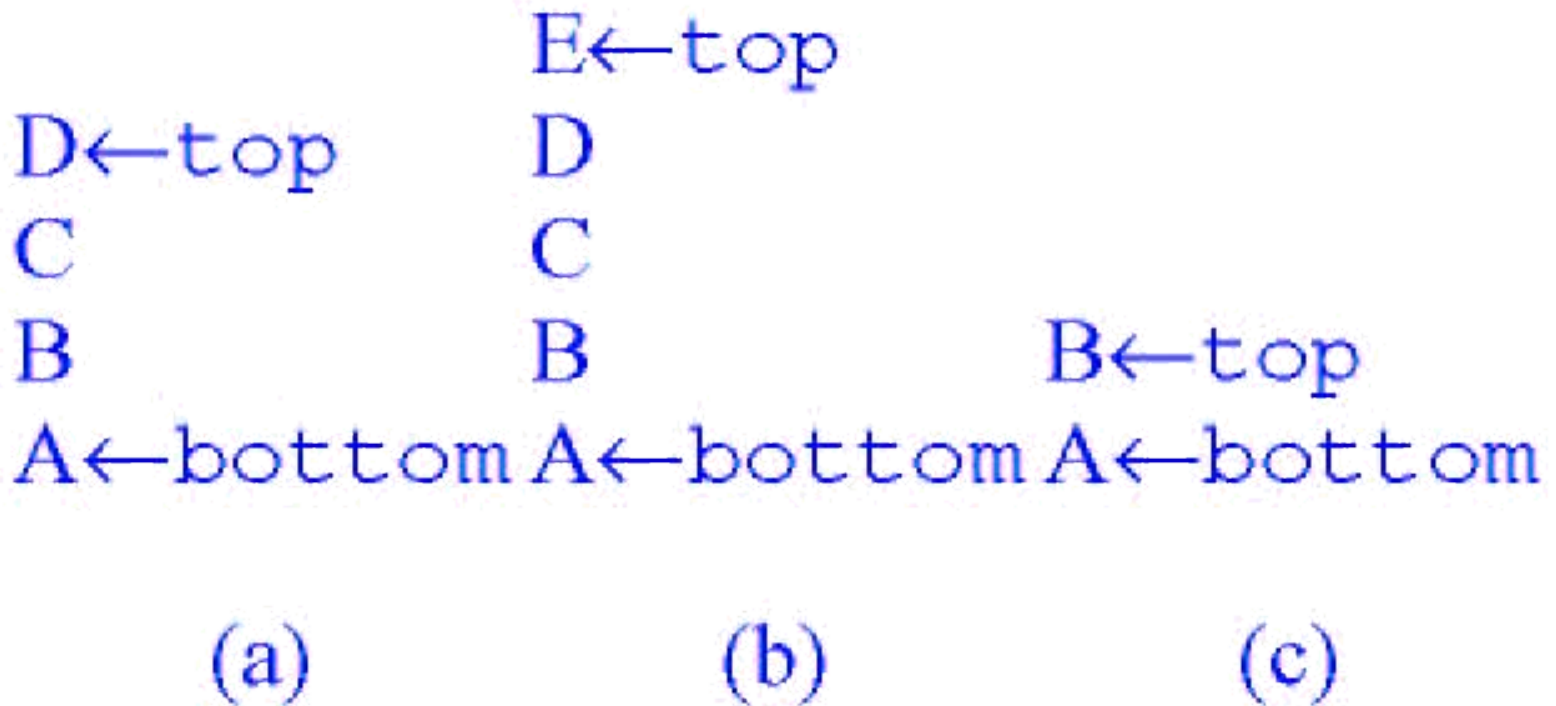 E←top
D←top D
C C
B B B←top
A←bottom A←bottom A←bottom
(a) (b) (c)